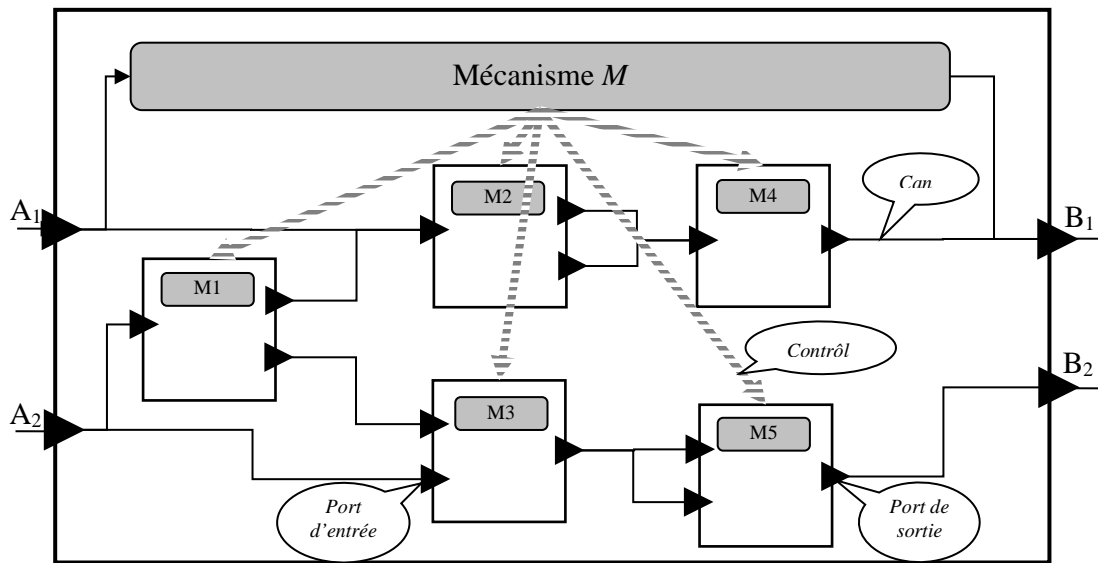 Mécanisme M
A1
M2
M4
Can
B1
M1
Contrôl
B2
A2
M3
M5
Port
d'entrée
Port de
sortie